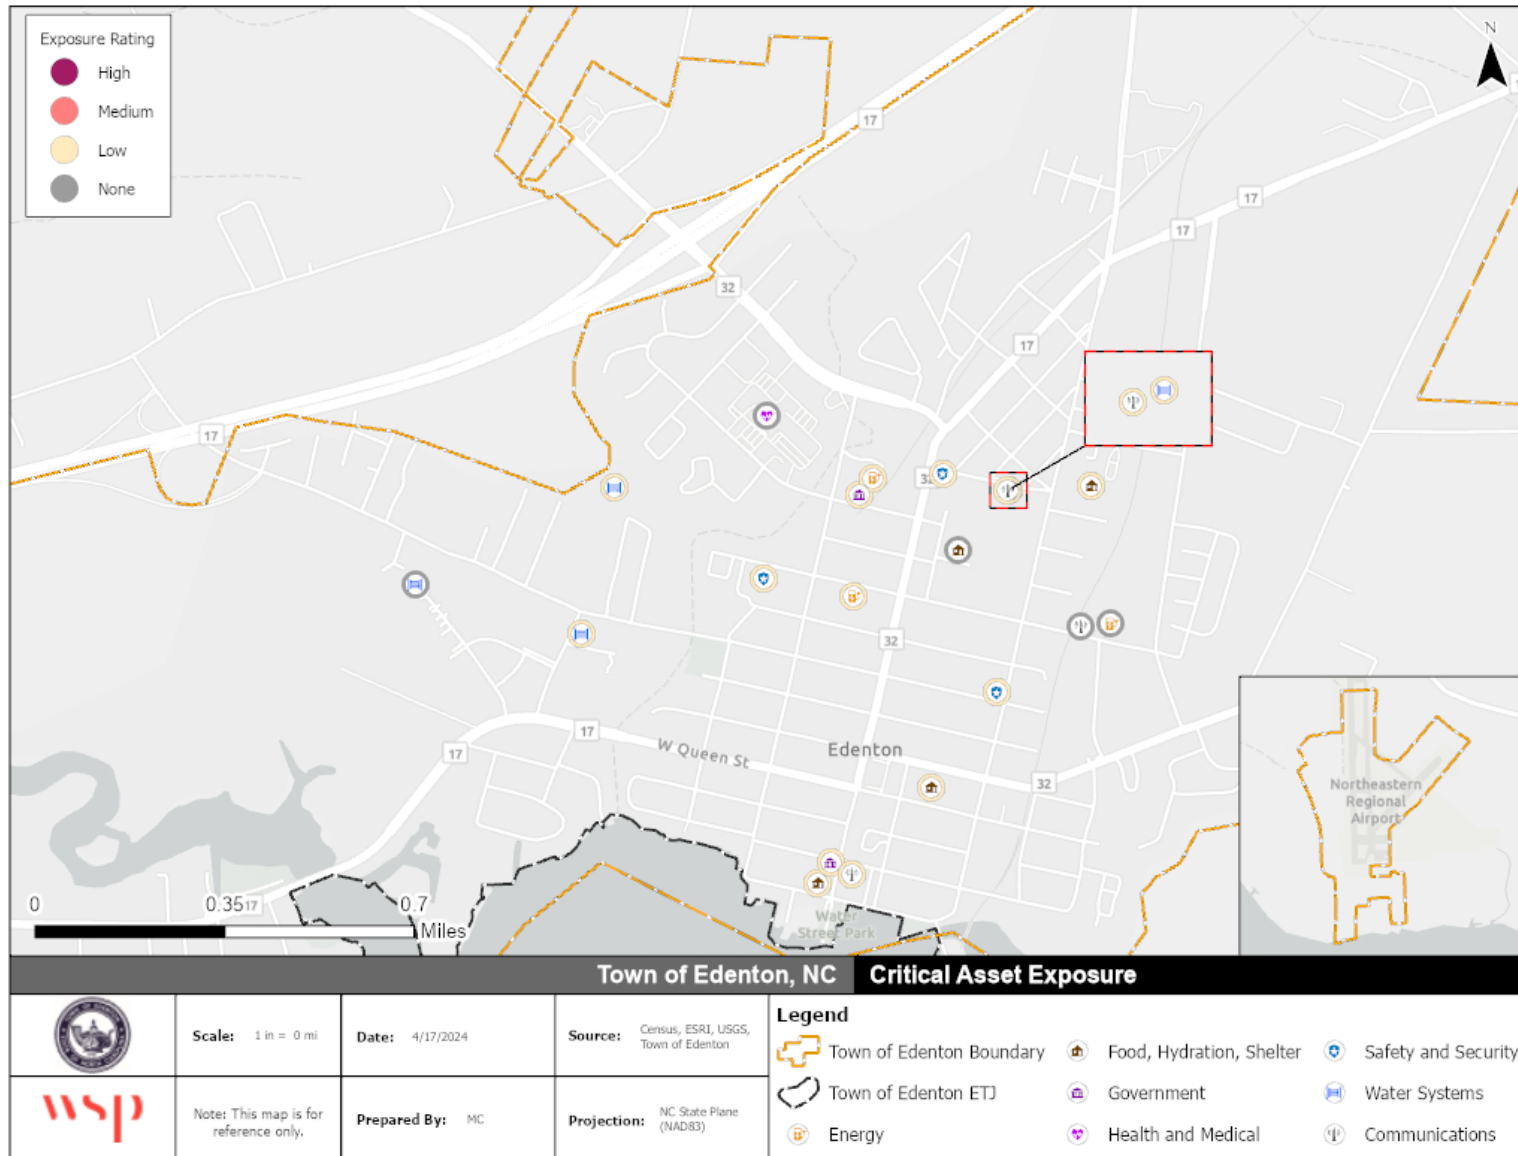 Exposure Rating
High
Medium
Low
None
N
17
17
17
32
17
17
32
32
17
17
W Queen St
Edenton
32
Northeastern
Regional
Airport
0
0.35
17
0.7
Miles
Water
Street Park
Town of Edenton, NC
Critical Asset Exposure
Scale: 1 in = 0 mi
Date: 4/17/2024
Source: Census, ESRI, USGS,
Town of Edenton
wsp
Note: This map is for
reference only.
Prepared By: MC
Projection: NC State Plane
(NAD83)
Legend
Town of Edenton Boundary
Food, Hydration, Shelter
Safety and Security
Town of Edenton ETJ
Government
Water Systems
Energy
Health and Medical
Communications